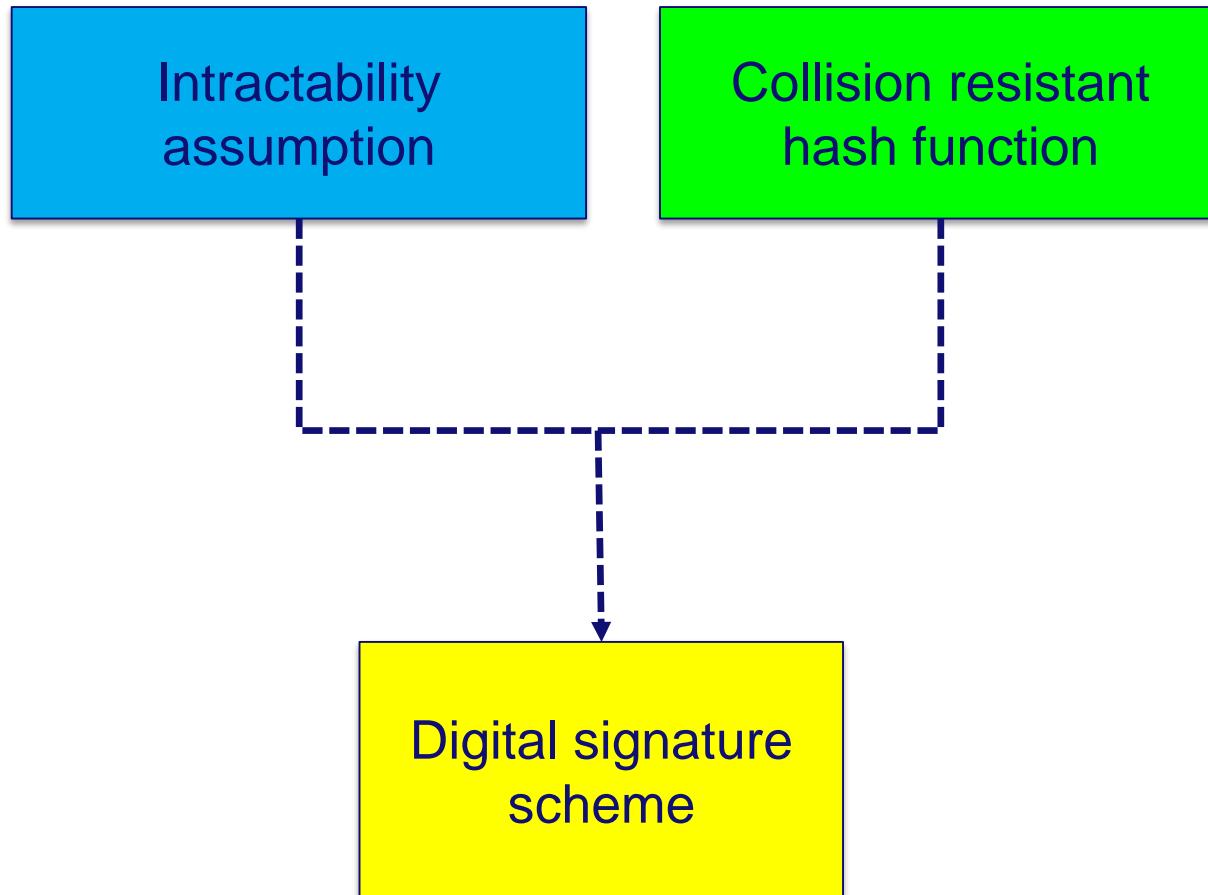 Intractability
assumption
Collision resistant
hash function
Digital signature
scheme